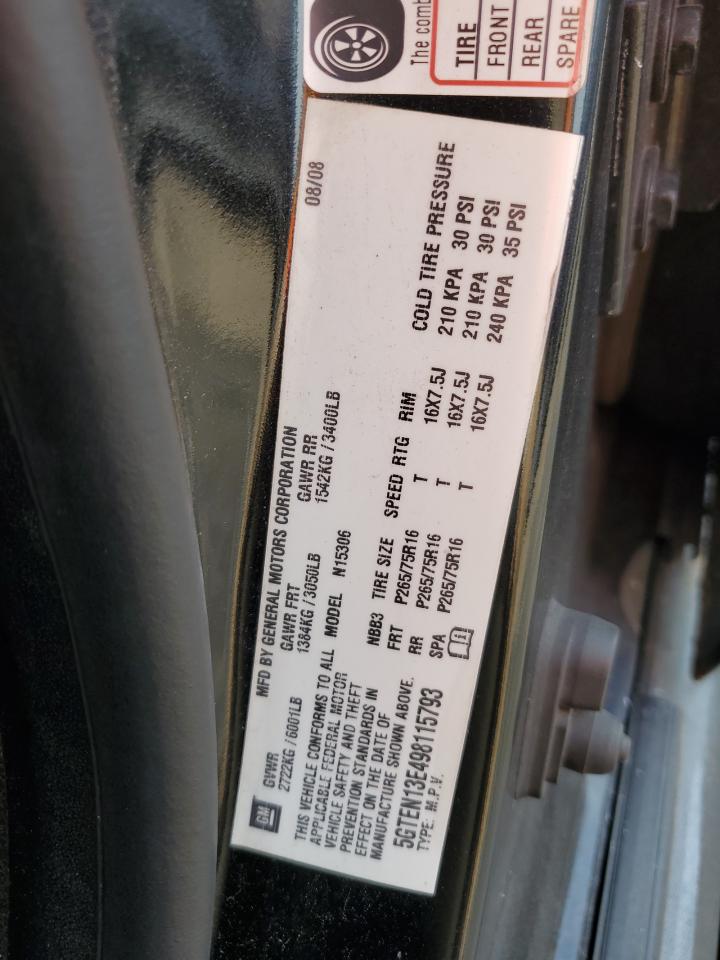 The comb
TIRE
FRONT
REAR
SPARE
MFD BY GENERAL MOTORS CORPORATION 08/08
GM GVWR GAWR FRT GAWR RR
2722KG / 6001LB 1384KG / 3050LB 1542KG / 3400LB
THIS VEHICLE CONFORMS TO ALL
APPLICABLE FEDERAL MOTOR
VEHICLE SAFETY AND THEFT
PREVENTION STANDARDS IN
EFFECT ON THE DATE OF
MANUFACTURE SHOWN ABOVE.
5GTEN13E498115793
TYPE: M.P.V.
MODEL N15306
NBB3 TIRE SIZE SPEED RTG RIM COLD TIRE PRESSURE
FRT P265/75R16 T 16X7.5J 210 KPA 30 PSI
RR P265/75R16 T 16X7.5J 210 KPA 30 PSI
SPA P265/75R16 T 16X7.5J 240 KPA 35 PSI